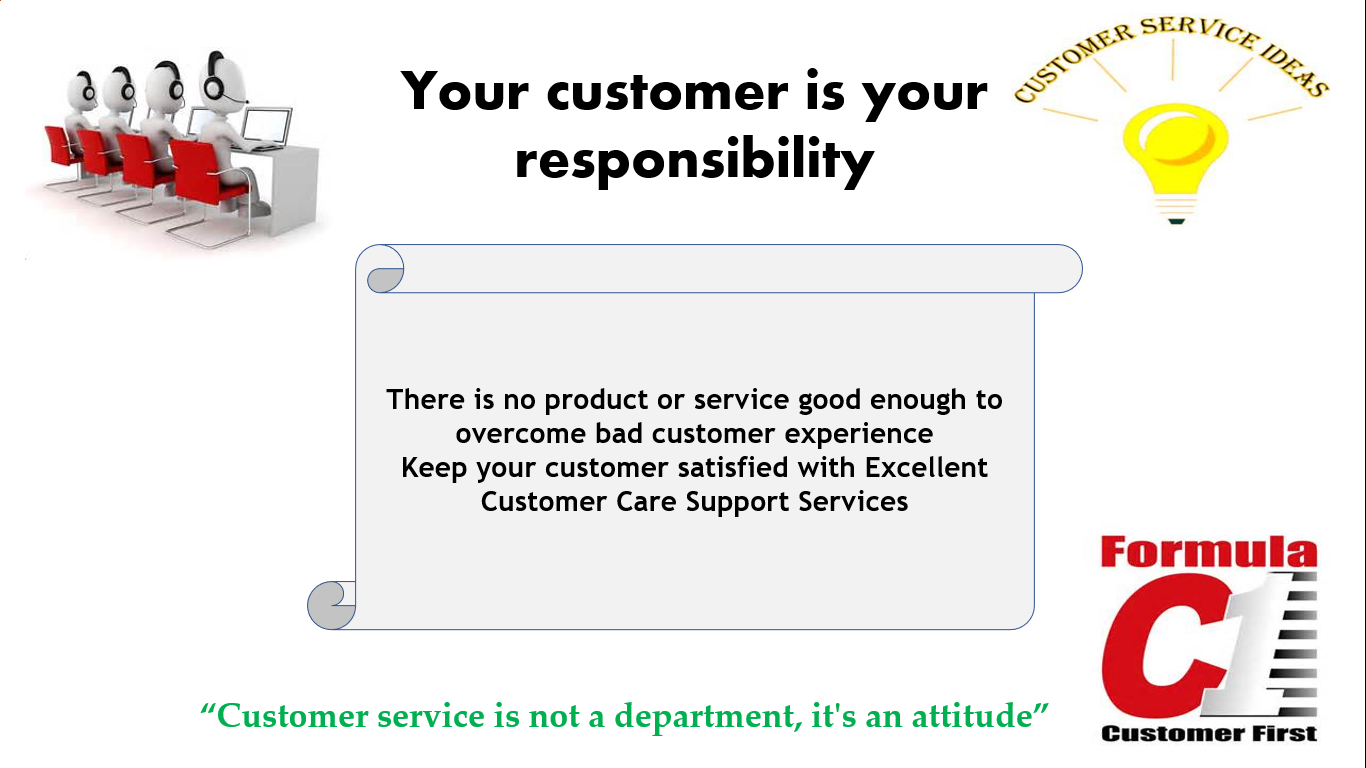 CUSTOMER SERVICE IDEAS
Your customer is your
responsibility
There is no product or service good enough to
overcome bad customer experience
Keep your customer satisfied with Excellent
Customer Care Support Services
Formula
C1
Customer First
“Customer service is not a department, it's an attitude”